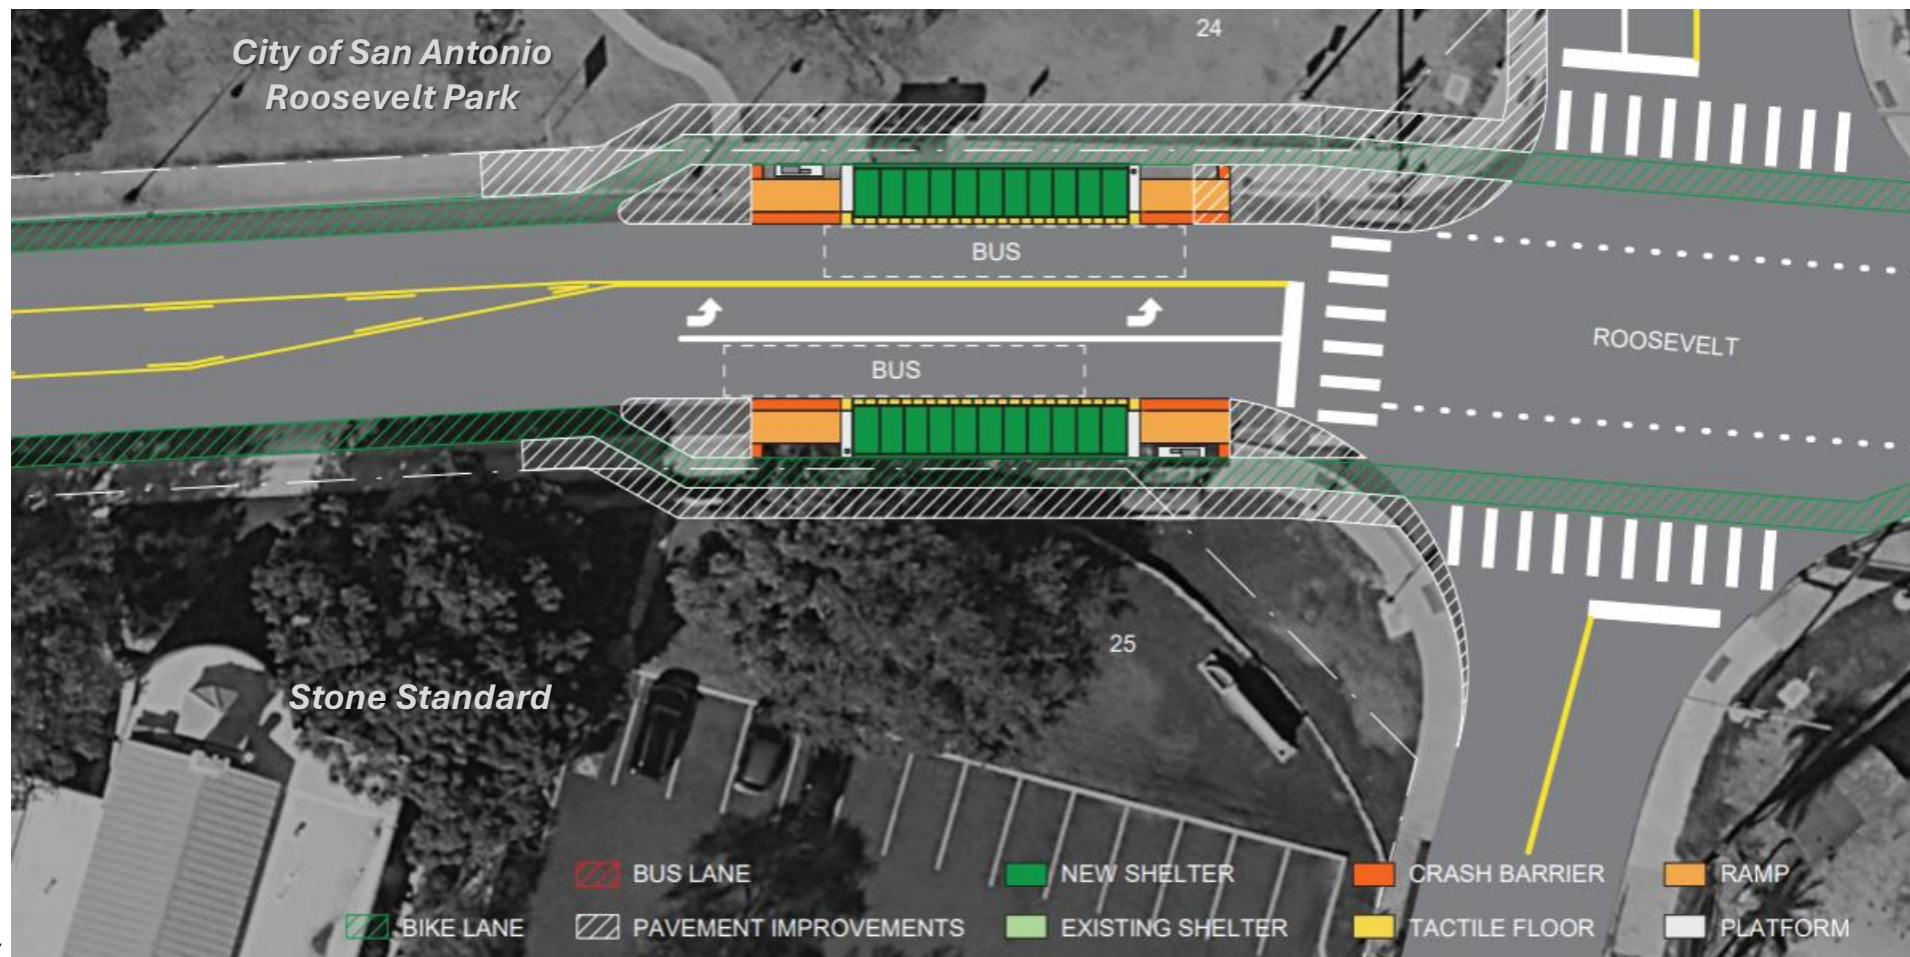 24
City of San Antonio
Roosevelt Park
BUS
ROOSEVELT
BUS
25
Stone Standard
BUS LANE
NEW SHELTER
CRASH BARRIER
RAMP
BIKE LANE
PAVEMENT IMPROVEMENTS
EXISTING SHELTER
TACTILE FLOOR
PLATFORM